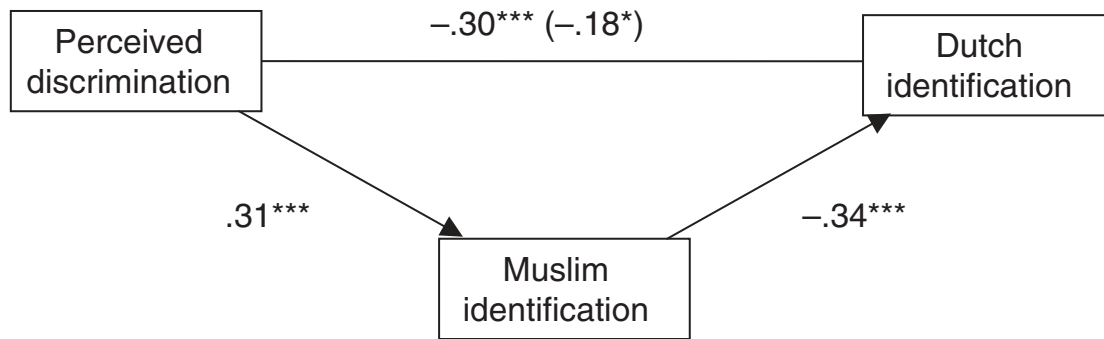 –.30*** (–.18*)
Perceived
discrimination
Dutch
identification
.31***
–.34***
Muslim
identification